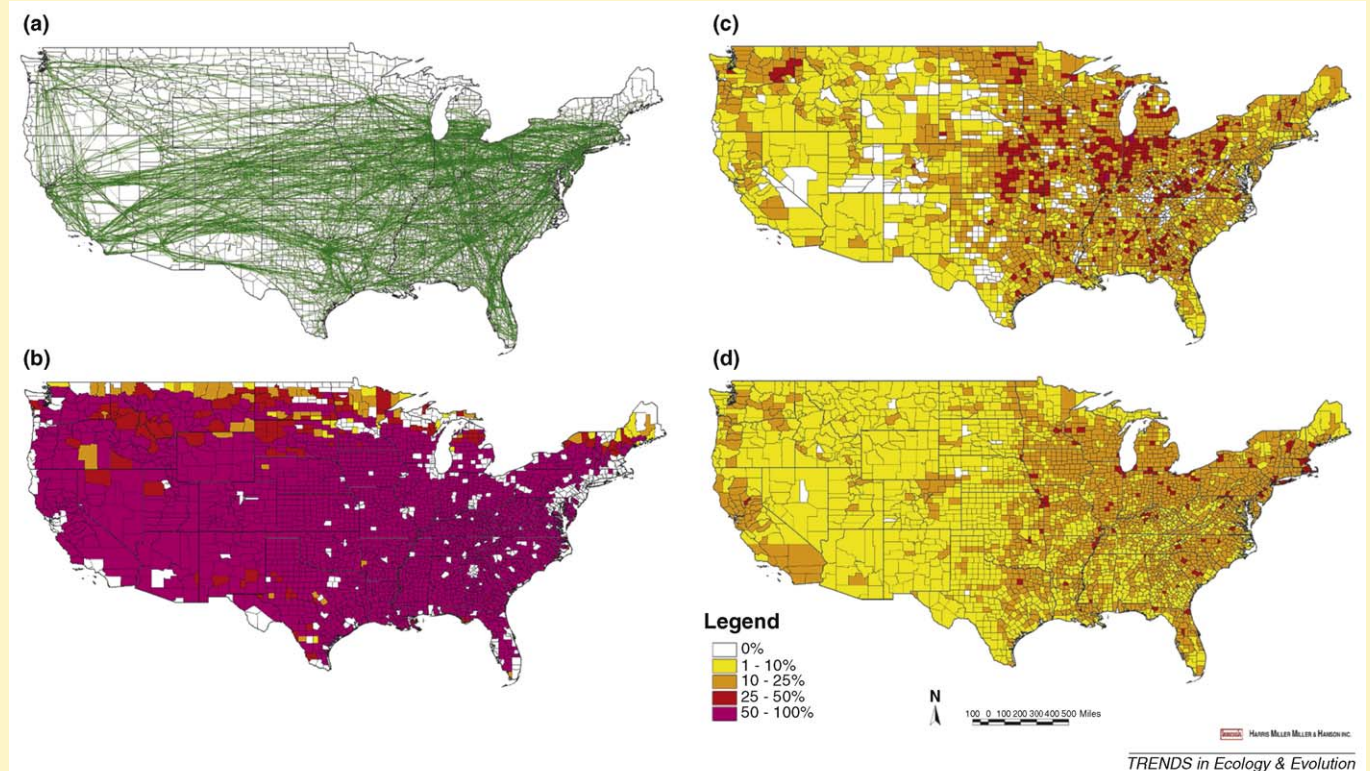 (a)
(c)
(b)
(d)
Legend
0%
1 - 10%
10 - 25%
25 - 50%
50 - 100%
N
100 0 100 200 300 400 500 Miles
HARRIS MILLER MILLER & HANSON INC.
TRENDS in Ecology & Evolution